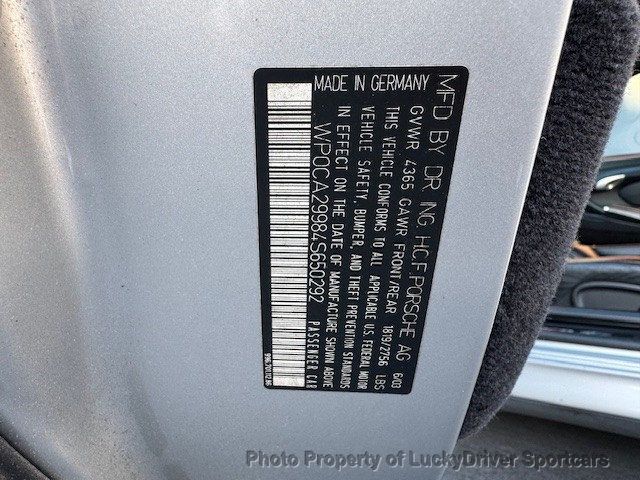 MFD BY DR. ING. H.C.F. PORSCHE AG 6/03
GVWR 4365 GAWR FRONT/REAR 1819/2756 LBS
THIS VEHICLE CONFORMS TO ALL APPLICABLE U.S. FEDERAL MOTOR
VEHICLE SAFETY, BUMPER, AND THEFT PREVENTION STANDARDS
IN EFFECT ON THE DATE OF MANUFACTURE SHOWN ABOVE
MADE IN GERMANY
WP0CA29984S650292
PASSENGER CAR
Photo Property of LuckyDriver Sportcars